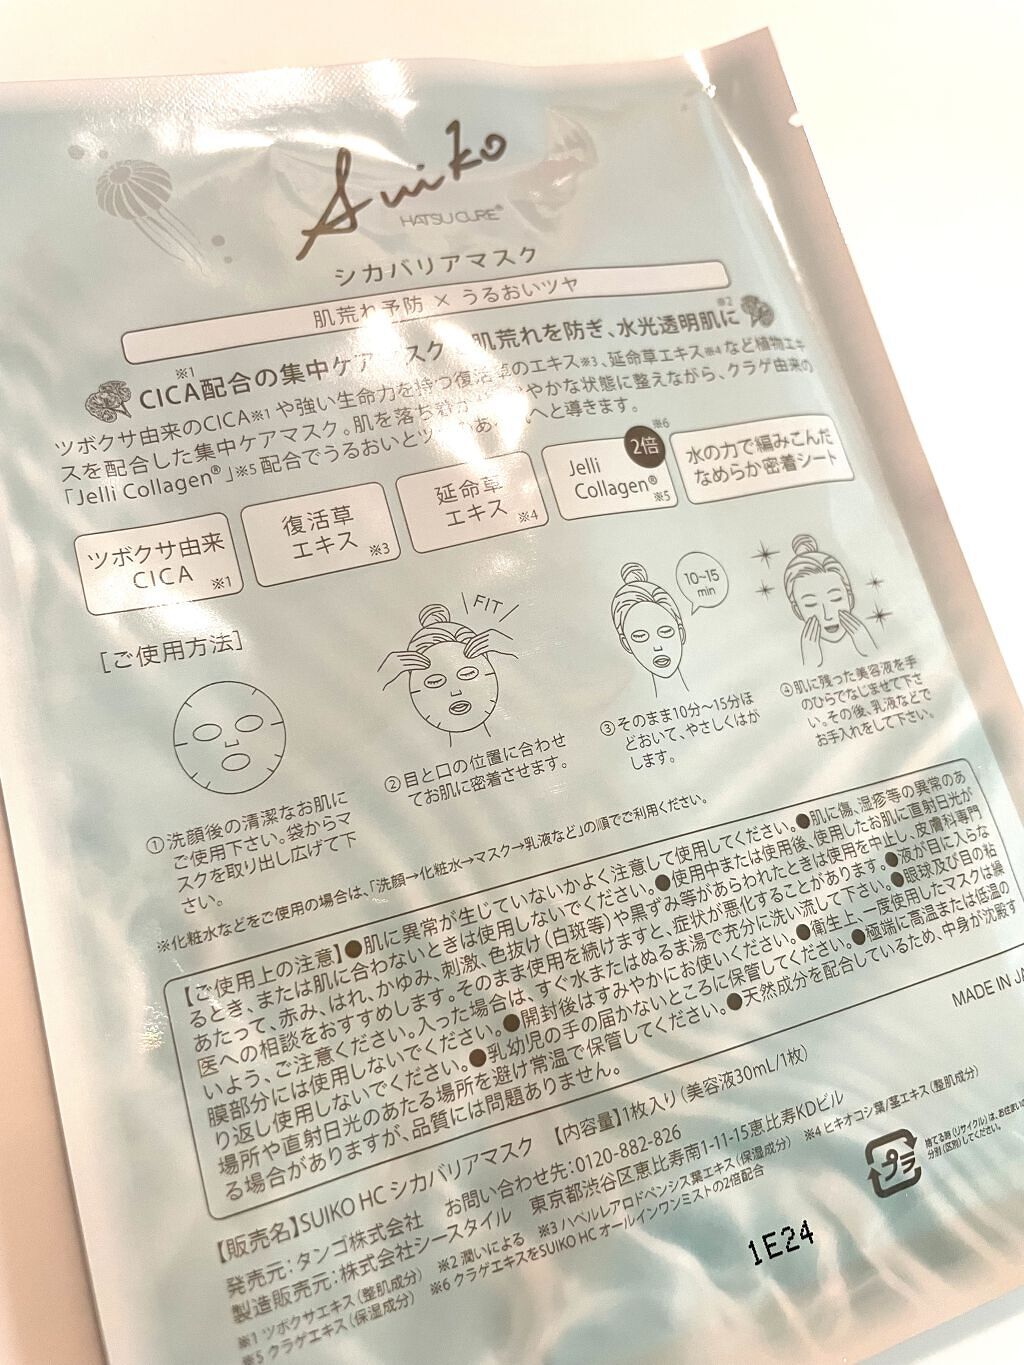 Suiko
HATSU CURE®
シカバリアマスク
肌荒れ予防 × うるおいツヤ
CICA※1配合の集中ケアマスク 肌荒れを防ぎ、水光透明肌に※2
ツボクサ由来のCICA※1や強い生命力を持つ復活草のエキス※3、延命草エキス※4など植物エキ
スを配合した集中ケアマスク。肌を落ち着かせ やかな状態に整えながら、クラゲ由来の
「Jelli Collagen®」※5配合でうるおいとツヤのある へと導きます。
ツボクサ由来
CICA ※1
復活草
エキス ※3
延命草
エキス ※4
Jelli
Collagen® ※5
2倍 ※6
水の力で編みこんだ
なめらか密着シート
[ご使用方法]
FIT
10~15
min
①洗顔後の清潔なお肌に
ご使用下さい。袋からマ
スクを取り出し広げて下
さい。
②目と口の位置に合わせ
てお肌に密着させます。
③そのまま10分～15分ほ
どおいて、やさしくはが
します。
④肌に残った美容液を手
のひらでなじませて下さ
い。その後、乳液などで
お手入れをして下さい。
※化粧水などをご使用の場合は、「洗顔→化粧水→マスク→乳液など」の順でご利用ください。
【ご使用上の注意】●肌に異常が生じていないかよく注意して使用してください。●肌に傷、湿疹等の異常のあ
るとき、または肌に合わないときは使用しないでください。●使用中または使用後、使用したお肌に直射日光が
あたって、赤み、はれ、かゆみ、刺激、色抜け(白斑等)や黒ずみ等があらわれたときは使用を中止し、皮膚科専門
医への相談をおすすめします。そのまま使用を続けますと、症状が悪化することがあります。●液が目に入らな
いよう、ご注意ください。入った場合は、すぐ水またはぬるま湯で充分に洗い流して下さい。●眼球及び目の粘
膜部分には使用しないでください。●開封後はすみやかにお使いください。●衛生上、一度使用したマスクは繰
り返し使用しないでください。●乳幼児の手の届かないところに保管してください。●極端に高温または低温の
場所や直射日光のあたる場所を避け常温で保管してください。●天然成分を配合しているため、中身が沈殿す
る場合がありますが、品質には問題ありません。
MADE IN JA
【販売名】SUIKO HC シカバリアマスク 【内容量】1枚入り(美容液30mL/1枚)
発売元：タンゴ株式会社 お問い合わせ先：0120-882-826
製造販売元：株式会社シースタイル 東京都渋谷区恵比寿南1-11-15恵比寿KDビル
※1 ツボクサエキス(整肌成分) ※2 潤いによる ※3 ハベルレアロドペンシス葉エキス(保湿成分) ※4 ヒキオコシ葉/茎エキス(整肌成分)
※5 クラゲエキス(保湿成分) ※6 クラゲエキスをSUIKO HC オールインワンミストの2倍配合
プラ
捨てる時(リサイクル)は、お住まいの
分別(区別)してください。
1E24